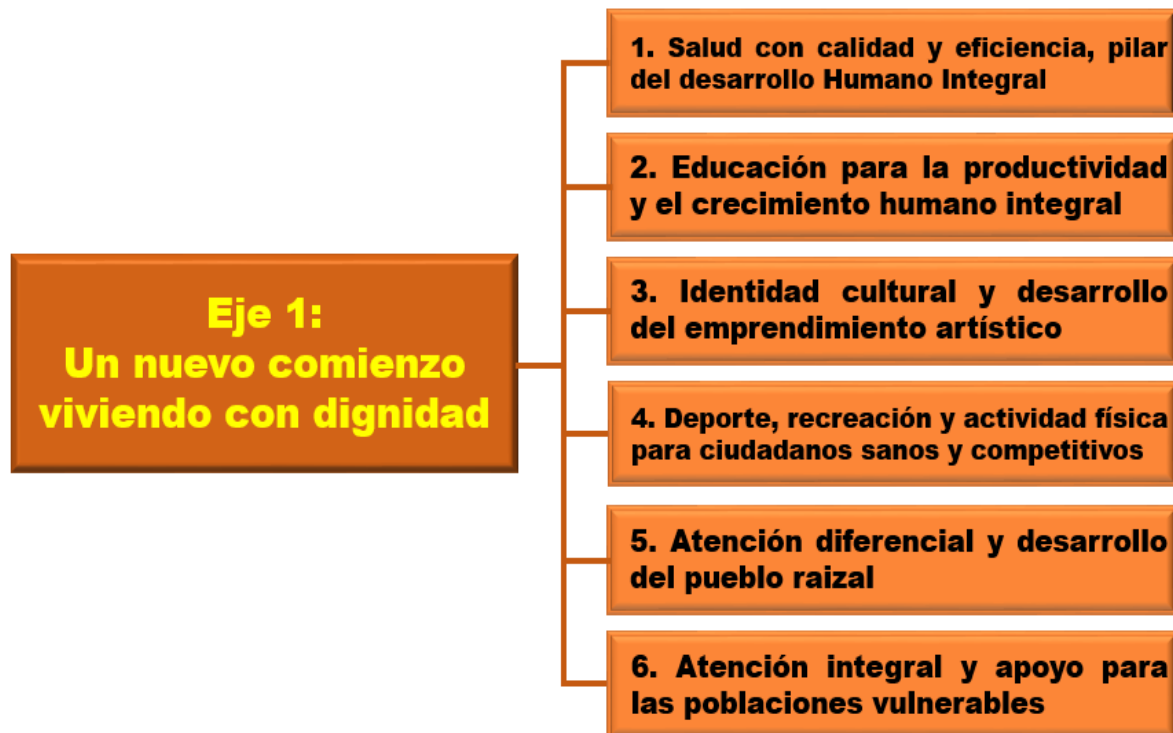 Eje 1:
Un nuevo comienzo
viviendo con dignidad
1. Salud con calidad y eficiencia, pilar
del desarrollo Humano Integral
2. Educación para la productividad
y el crecimiento humano integral
3. Identidad cultural y desarrollo
del emprendimiento artístico
4. Deporte, recreación y actividad física
para ciudadanos sanos y competitivos
5. Atención diferencial y desarrollo
del pueblo raizal
6. Atención integral y apoyo para
las poblaciones vulnerables